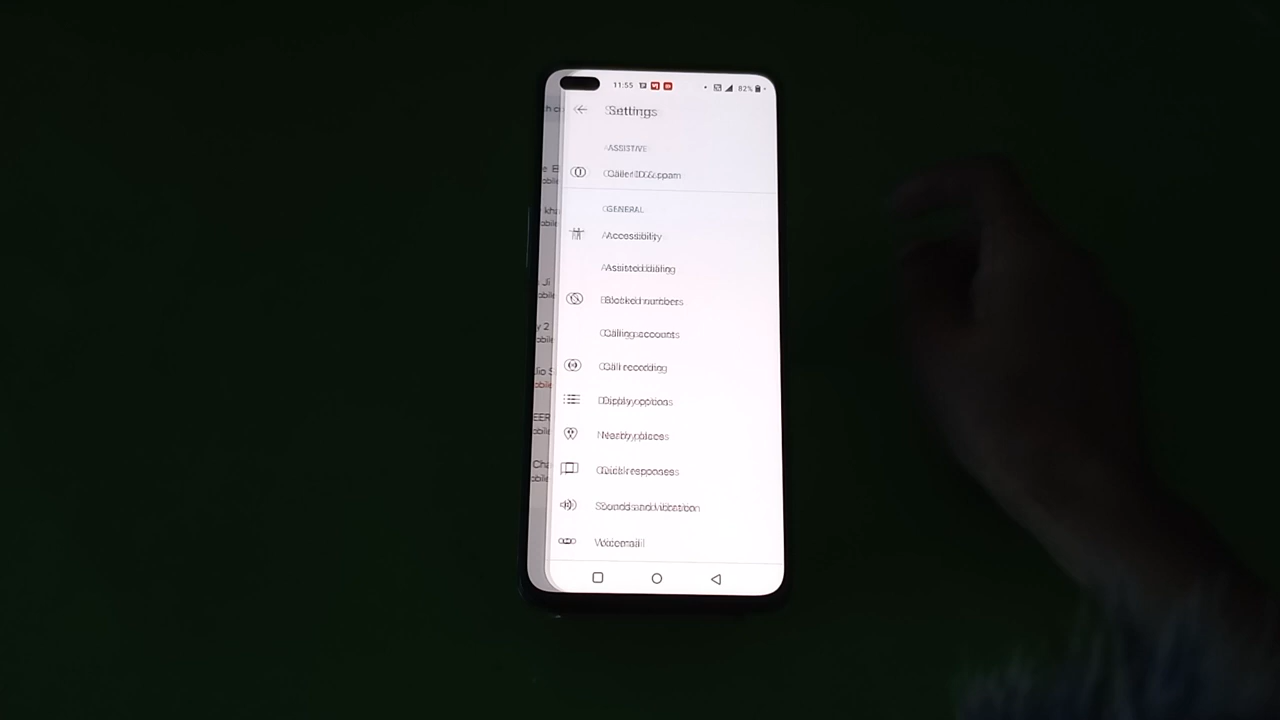 11:55 82%
Settings
ASSISTIVE
Caller ID & spam
GENERAL
Accessibility
Assisted dialing
Blocked numbers
Calling accounts
Call recording
Display options
Nearby places
Quick responses
Sounds and vibration
Voicemail